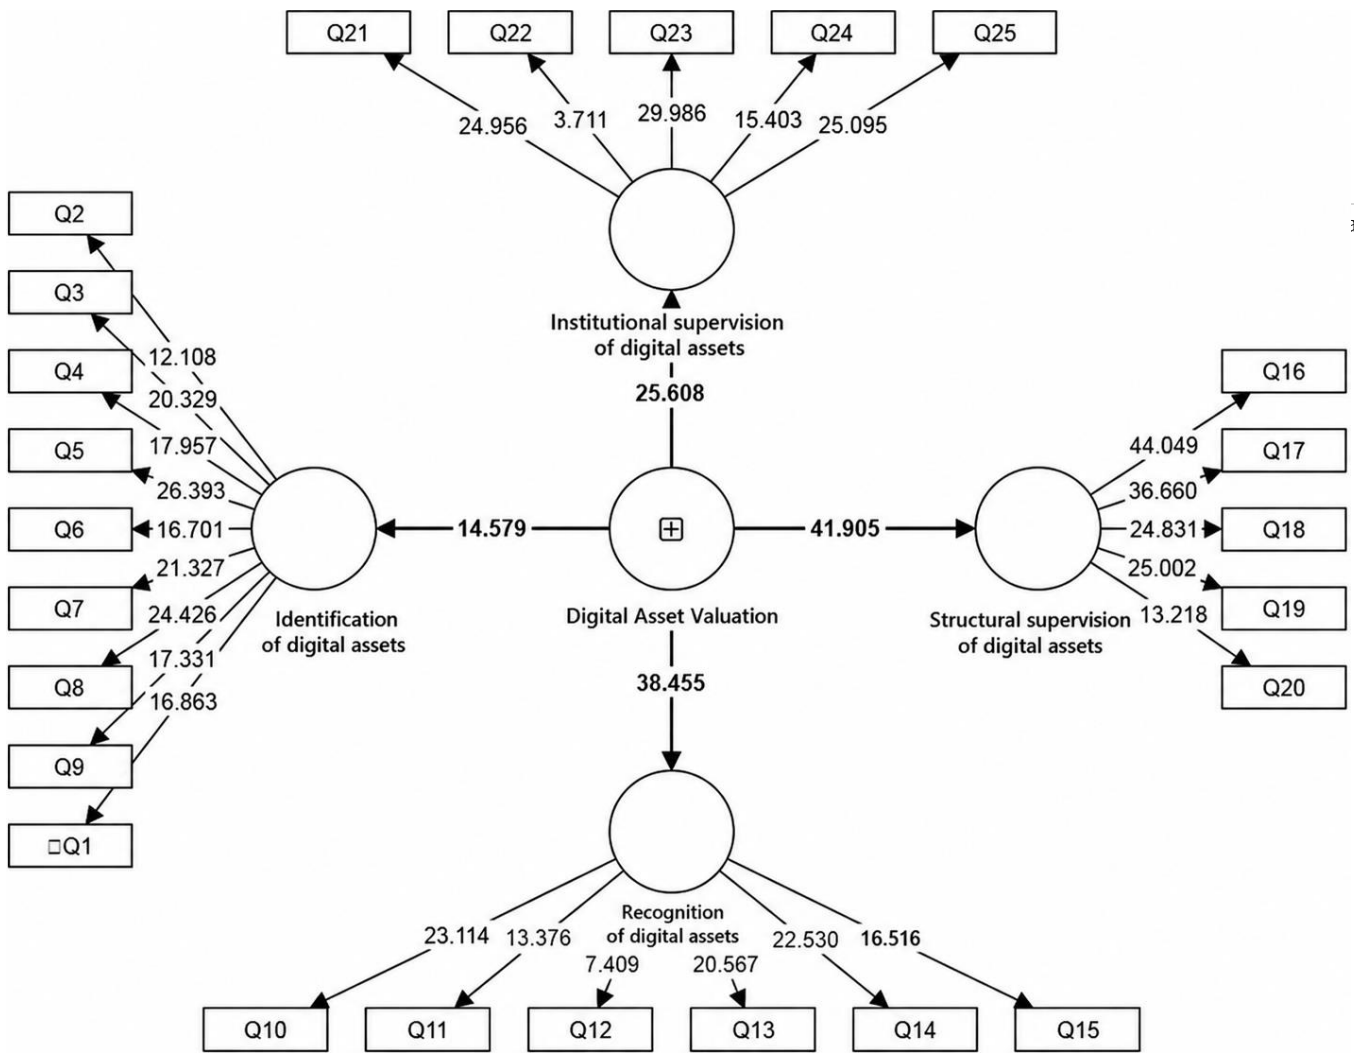 Q21 Q22 Q23 Q24 Q25
24.956 3.711 29.986 15.403 25.095
Institutional supervision
of digital assets
25.608
Q2
Q3
Q4
Q5
Q6
Q7
Q8
Q9
Q1
12.108
20.329
17.957
26.393
16.701
21.327
24.426
17.331
16.863
Identification
of digital assets
14.579
Digital Asset Valuation
41.905
38.455
Structural supervision
of digital assets
44.049
36.660
24.831
25.002
13.218
Q16
Q17
Q18
Q19
Q20
Recognition
of digital assets
23.114 13.376 7.409 20.567 22.530 16.516
Q10 Q11 Q12 Q13 Q14 Q15